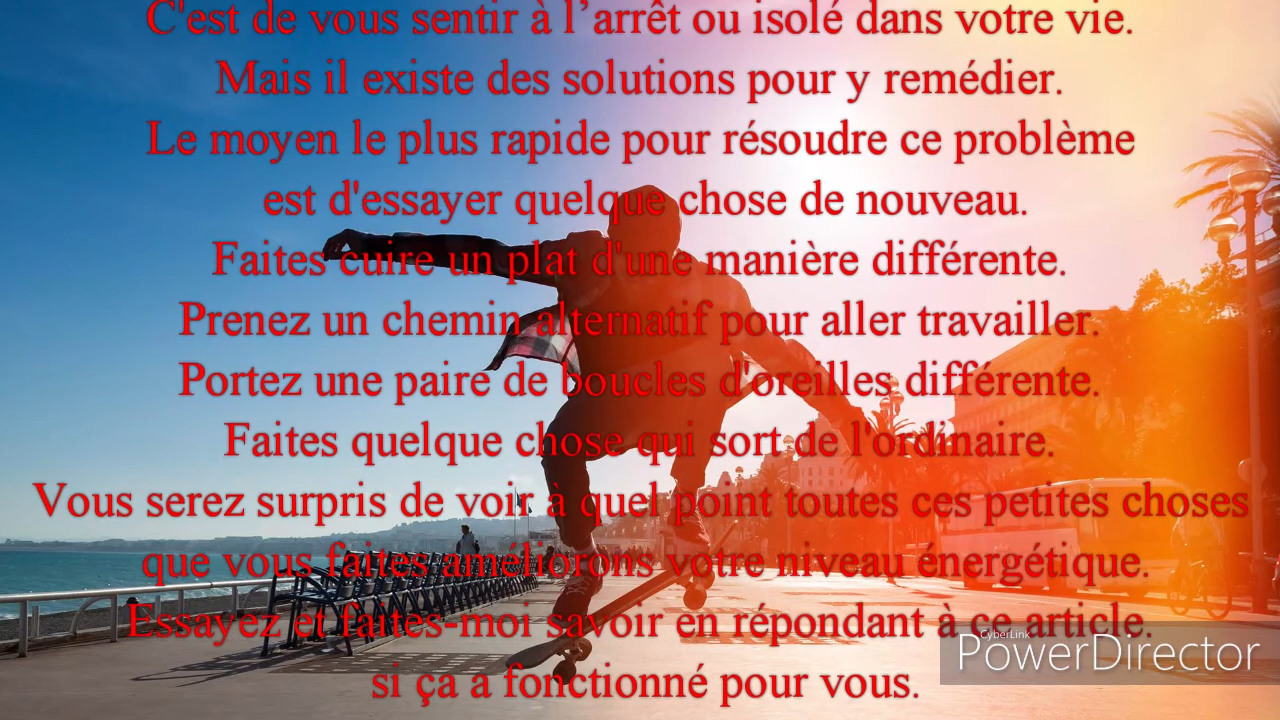 C'est de vous sentir à l’arrêt ou isolé dans votre vie.
Mais il existe des solutions pour y remédier.
Le moyen le plus rapide pour résoudre ce problème
est d'essayer quelque chose de nouveau.
Faites cuire un plat d'une manière différente.
Prenez un chemin alternatif pour aller travailler.
Portez une paire de boucles d'oreilles différente.
Faites quelque chose qui sort de l'ordinaire.
Vous serez surpris de voir à quel point toutes ces petites choses
que vous faites améliorons votre niveau énergétique.
Essayez et faites-moi savoir en répondant à ce article.
si ça a fonctionné pour vous.
CyberLink
PowerDirector